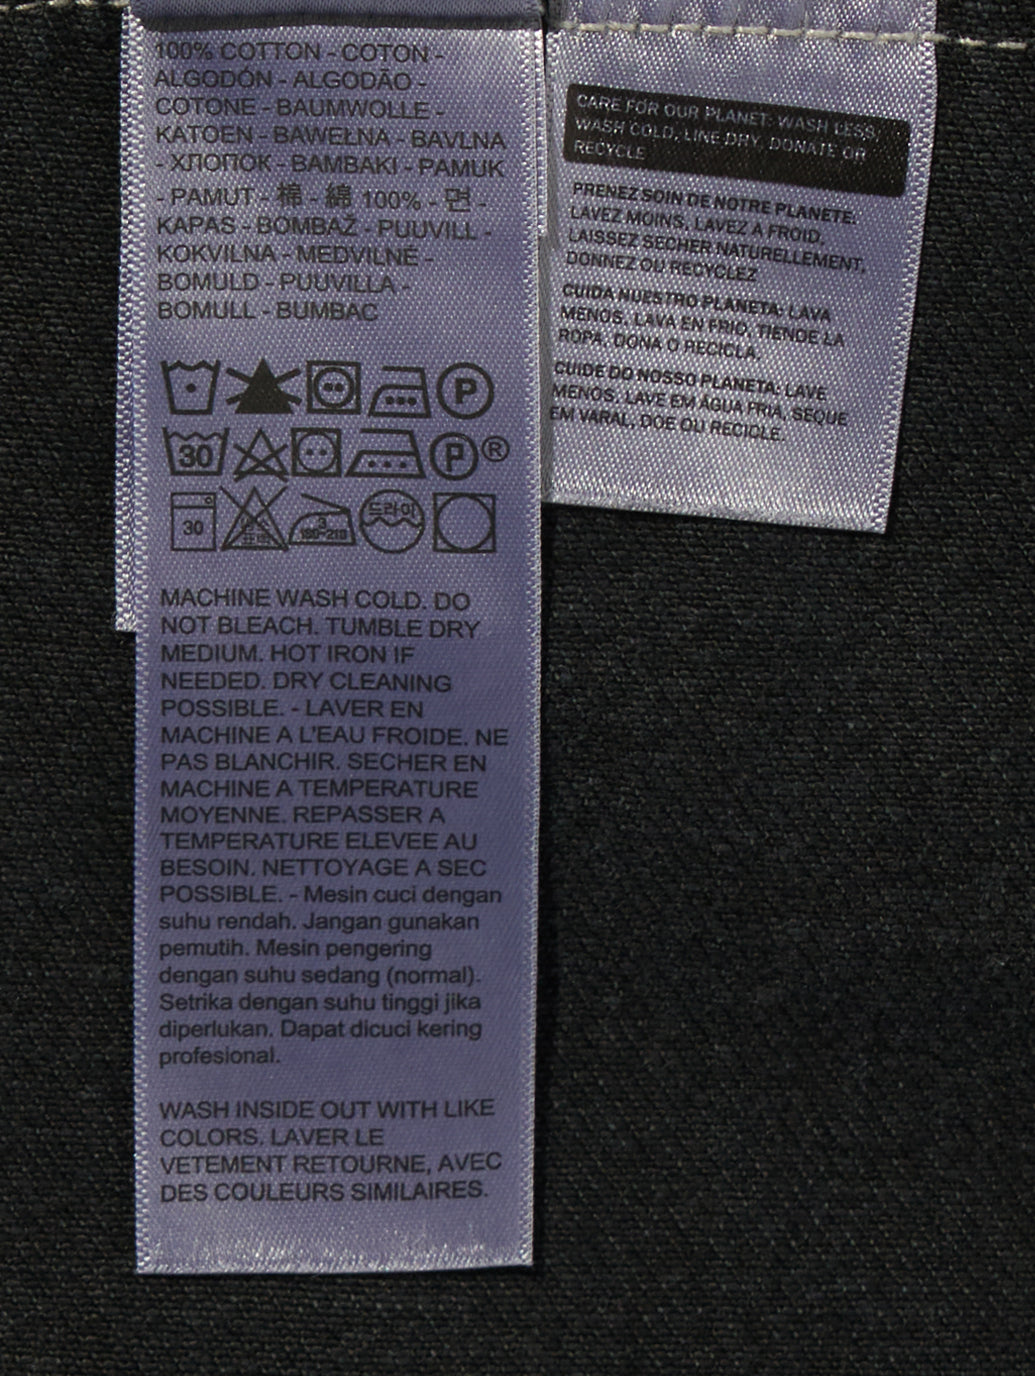 100% COTTON - COTON -
ALGODÓN - ALGODÃO -
COTONE - BAUMWOLLE -
KATOEN - BAWEŁNA - BAVLNA
- ХЛОПОК - BAMBAKI - PAMUK
- PAMUT - 棉 - 綿 100% - 면 -
KAPAS - BOMBAŽ - PUUVILL -
KOKVILNA - MEDVILNĖ -
BOMULD - PUUVILLA -
BOMULL - BUMBAC
P
30 P ®
30 3 180-210 드라이
MACHINE WASH COLD. DO
NOT BLEACH. TUMBLE DRY
MEDIUM. HOT IRON IF
NEEDED. DRY CLEANING
POSSIBLE. - LAVER EN
MACHINE A L'EAU FROIDE. NE
PAS BLANCHIR. SECHER EN
MACHINE A TEMPERATURE
MOYENNE. REPASSER A
TEMPERATURE ELEVEE AU
BESOIN. NETTOYAGE A SEC
POSSIBLE. - Mesin cuci dengan
suhu rendah. Jangan gunakan
pemutih. Mesin pengering
dengan suhu sedang (normal).
Setrika dengan suhu tinggi jika
diperlukan. Dapat dicuci kering
profesional.
WASH INSIDE OUT WITH LIKE
COLORS. LAVER LE
VETEMENT RETOURNE, AVEC
DES COULEURS SIMILAIRES.
CARE FOR OUR PLANET: WASH LESS,
WASH COLD, LINE DRY, DONATE OR
RECYCLE
PRENEZ SOIN DE NOTRE PLANETE:
LAVEZ MOINS, LAVEZ A FROID,
LAISSEZ SECHER NATURELLEMENT,
DONNEZ OU RECYCLEZ
CUIDA NUESTRO PLANETA: LAVA
MENOS, LAVA EN FRIO, TIENDE LA
ROPA, DONA O RECICLA.
CUIDE DO NOSSO PLANETA: LAVE
MENOS, LAVE EM ÁGUA FRIA, SEQUE
EM VARAL, DOE OU RECICLE.